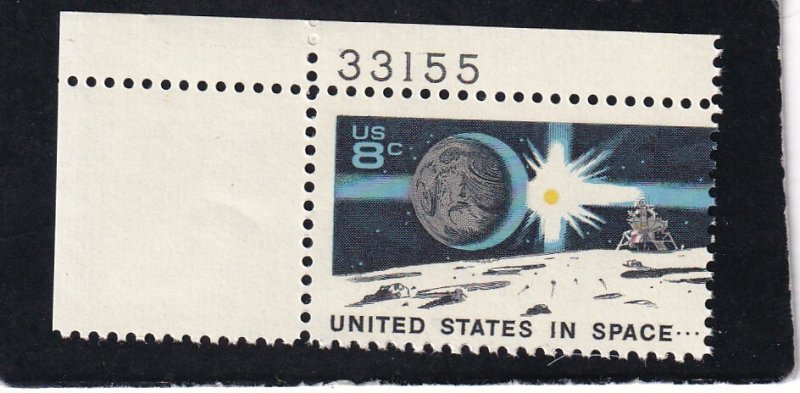 33155
US
8c
UNITED STATES IN SPACE...